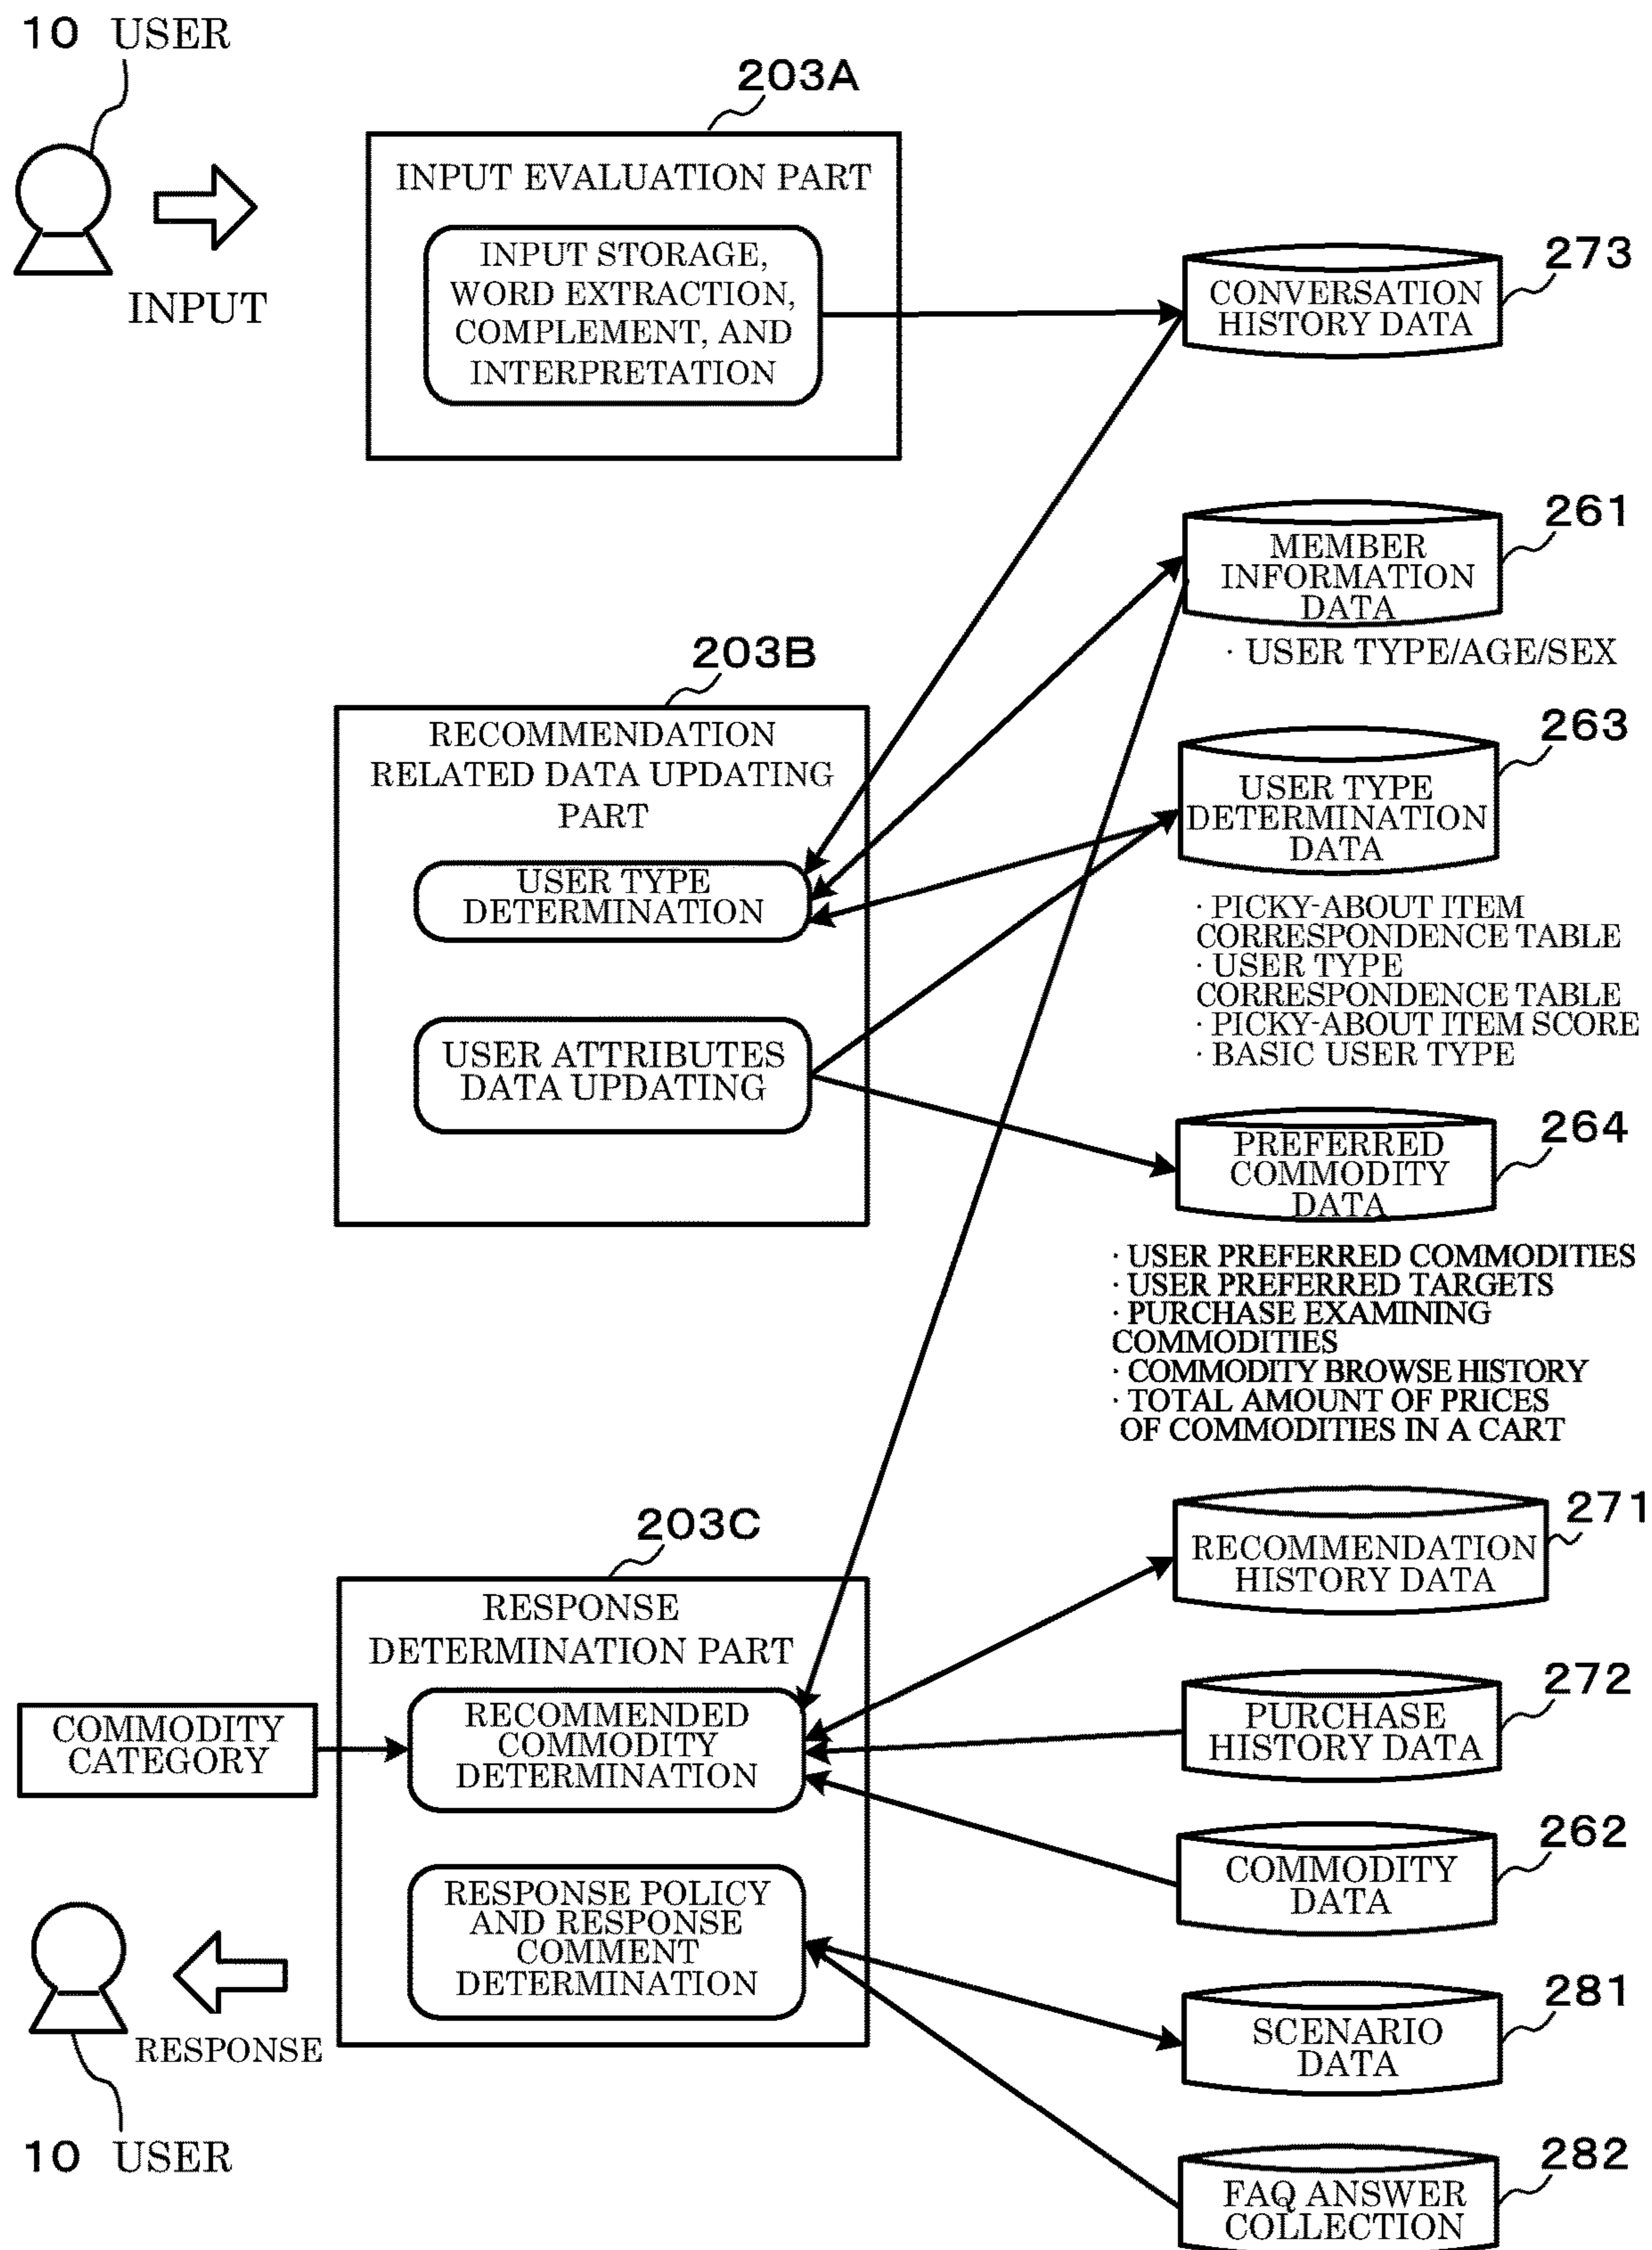 10 USER
203A
INPUT EVALUATION PART
INPUT STORAGE,
WORD EXTRACTION,
COMPLEMENT, AND
INTERPRETATION
INPUT
273
CONVERSATION
HISTORY DATA
261
MEMBER
INFORMATION
DATA
· USER TYPE/AGE/SEX
203B
RECOMMENDATION
RELATED DATA UPDATING
PART
USER TYPE
DETERMINATION
USER ATTRIBUTES
DATA UPDATING
263
USER TYPE
DETERMINATION
DATA
· PICKY-ABOUT ITEM
CORRESPONDENCE TABLE
· USER TYPE
CORRESPONDENCE TABLE
· PICKY-ABOUT ITEM SCORE
· BASIC USER TYPE
264
PREFERRED
COMMODITY
DATA
· USER PREFERRED COMMODITIES
· USER PREFERRED TARGETS
· PURCHASE EXAMINING
COMMODITIES
· COMMODITY BROWSE HISTORY
· TOTAL AMOUNT OF PRICES
OF COMMODITIES IN A CART
203C
RESPONSE
DETERMINATION PART
COMMODITY
CATEGORY
RECOMMENDED
COMMODITY
DETERMINATION
RESPONSE POLICY
AND RESPONSE
COMMENT
DETERMINATION
RESPONSE
10 USER
271
RECOMMENDATION
HISTORY DATA
272
PURCHASE
HISTORY DATA
262
COMMODITY
DATA
281
SCENARIO
DATA
282
FAQ ANSWER
COLLECTION